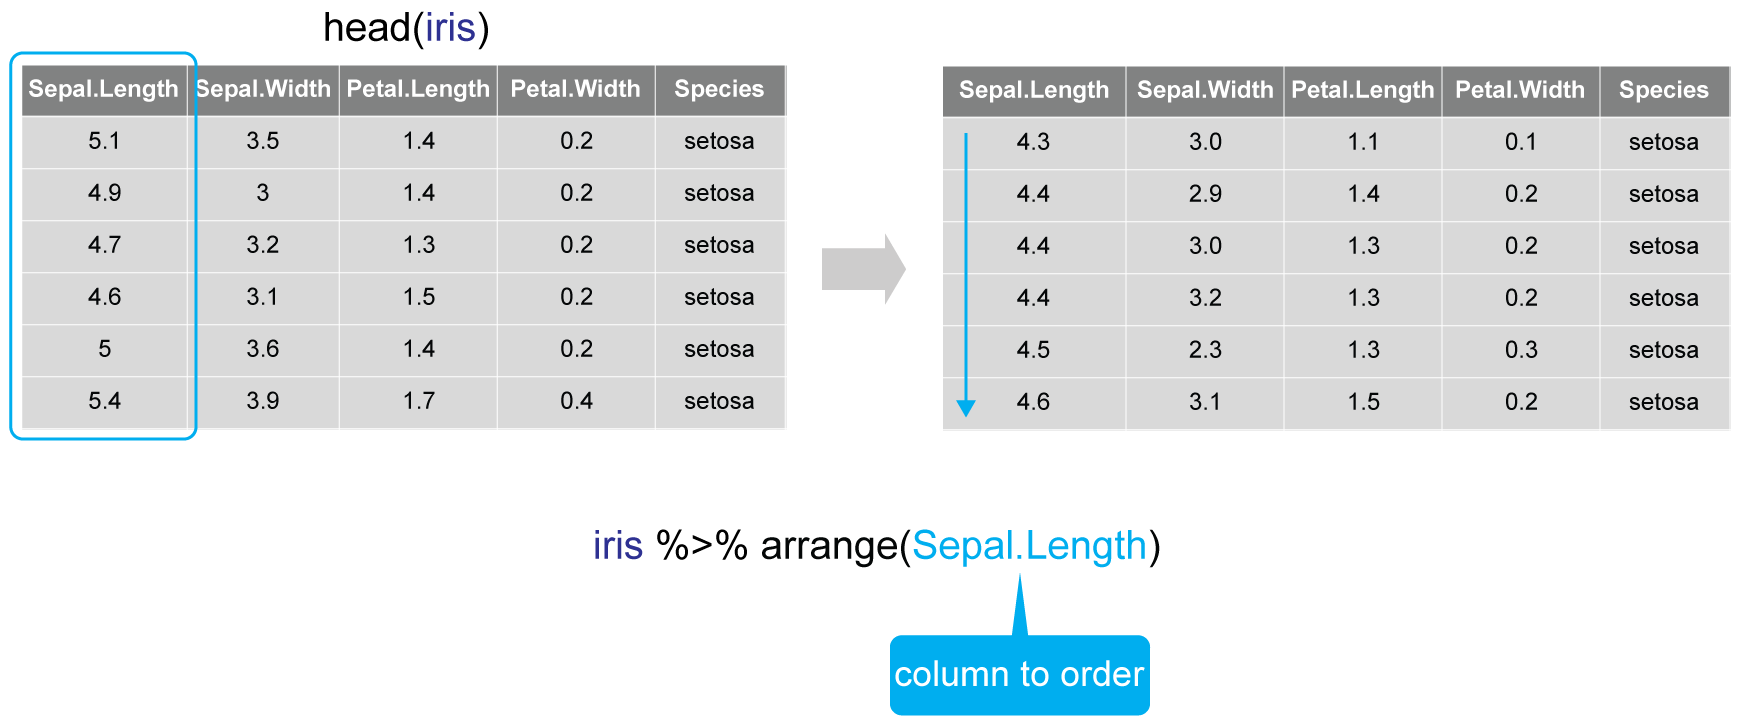 head(iris)
Sepal.Length Sepal.Width Petal.Length Petal.Width Species
5.1 3.5 1.4 0.2 setosa
4.9 3 1.4 0.2 setosa
4.7 3.2 1.3 0.2 setosa
4.6 3.1 1.5 0.2 setosa
5 3.6 1.4 0.2 setosa
5.4 3.9 1.7 0.4 setosa
Sepal.Length Sepal.Width Petal.Length Petal.Width Species
4.3 3.0 1.1 0.1 setosa
4.4 2.9 1.4 0.2 setosa
4.4 3.0 1.3 0.2 setosa
4.4 3.2 1.3 0.2 setosa
4.5 2.3 1.3 0.3 setosa
4.6 3.1 1.5 0.2 setosa
iris %>% arrange(Sepal.Length)
column to order